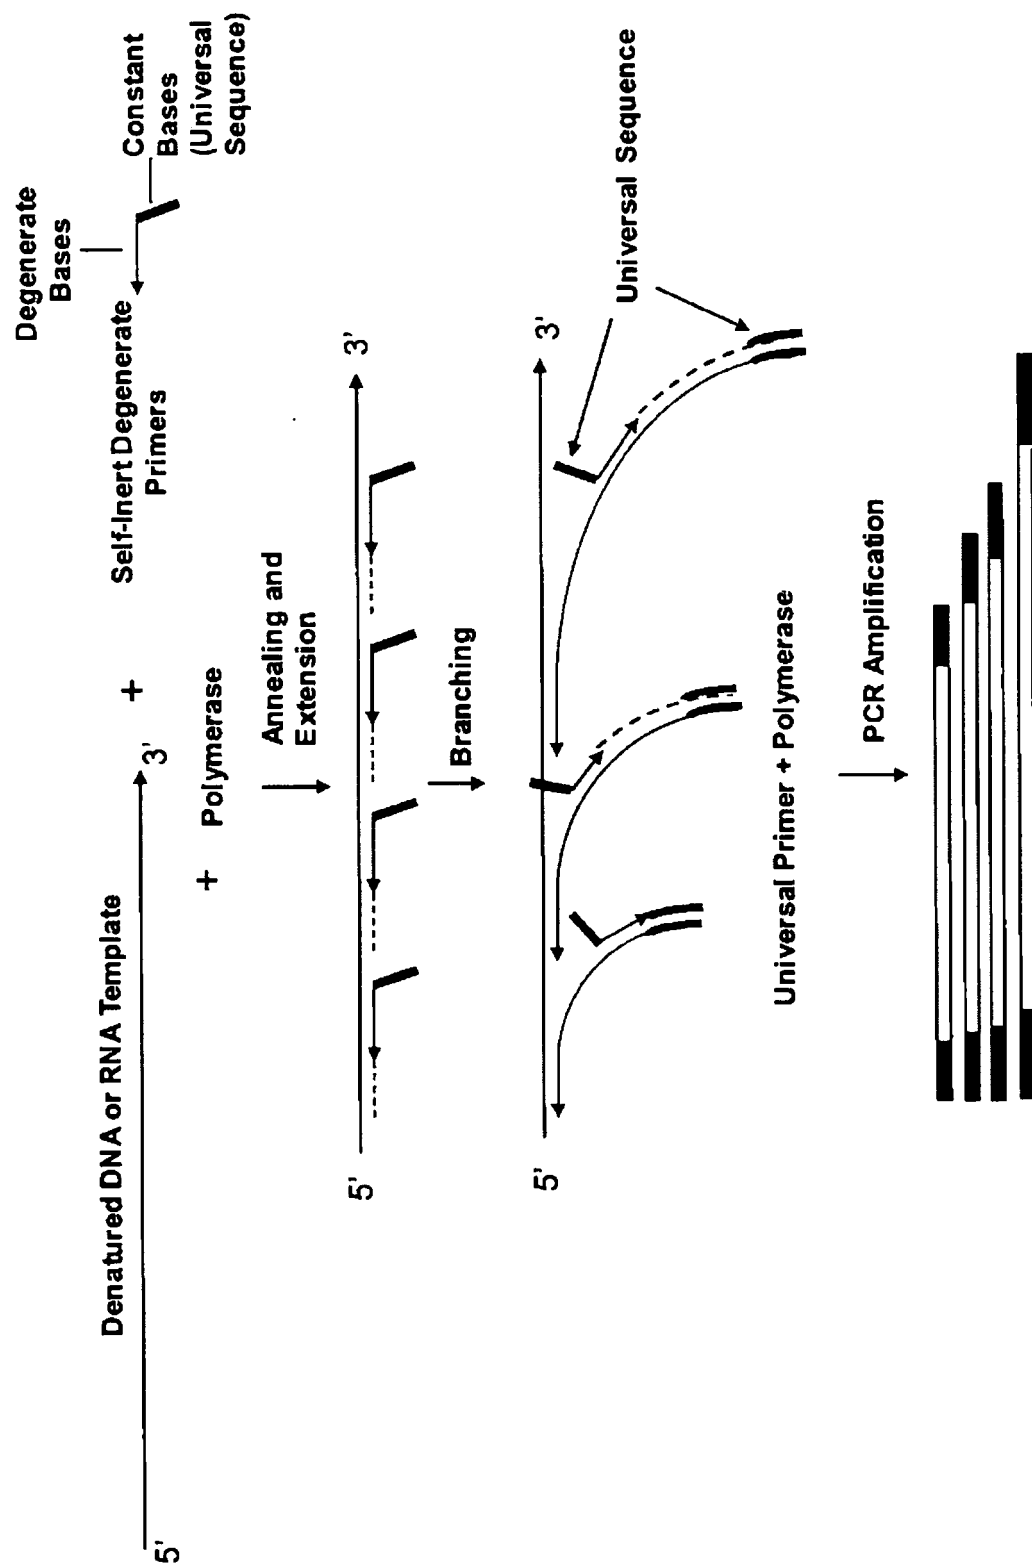 Degenerate
Bases
Constant
Bases
(Universal
Sequence)
Denatured DNA or RNA Template
5'
3'
+
Self-Inert Degenerate
Primers
+
Polymerase
Annealing and
Extension
5'
3'
Branching
5'
3'
Universal Sequence
Universal Primer + Polymerase
PCR Amplification